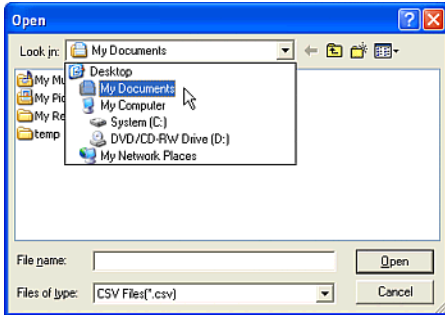 Open
Look in: My Documents
Desktop
My Documents
My Computer
System (C:)
DVD/CD-RW Drive (D:)
My Network Places
My Mu
My Pic
My Re
temp
File name:
Open
Files of type: CSV Files(*.csv)
Cancel